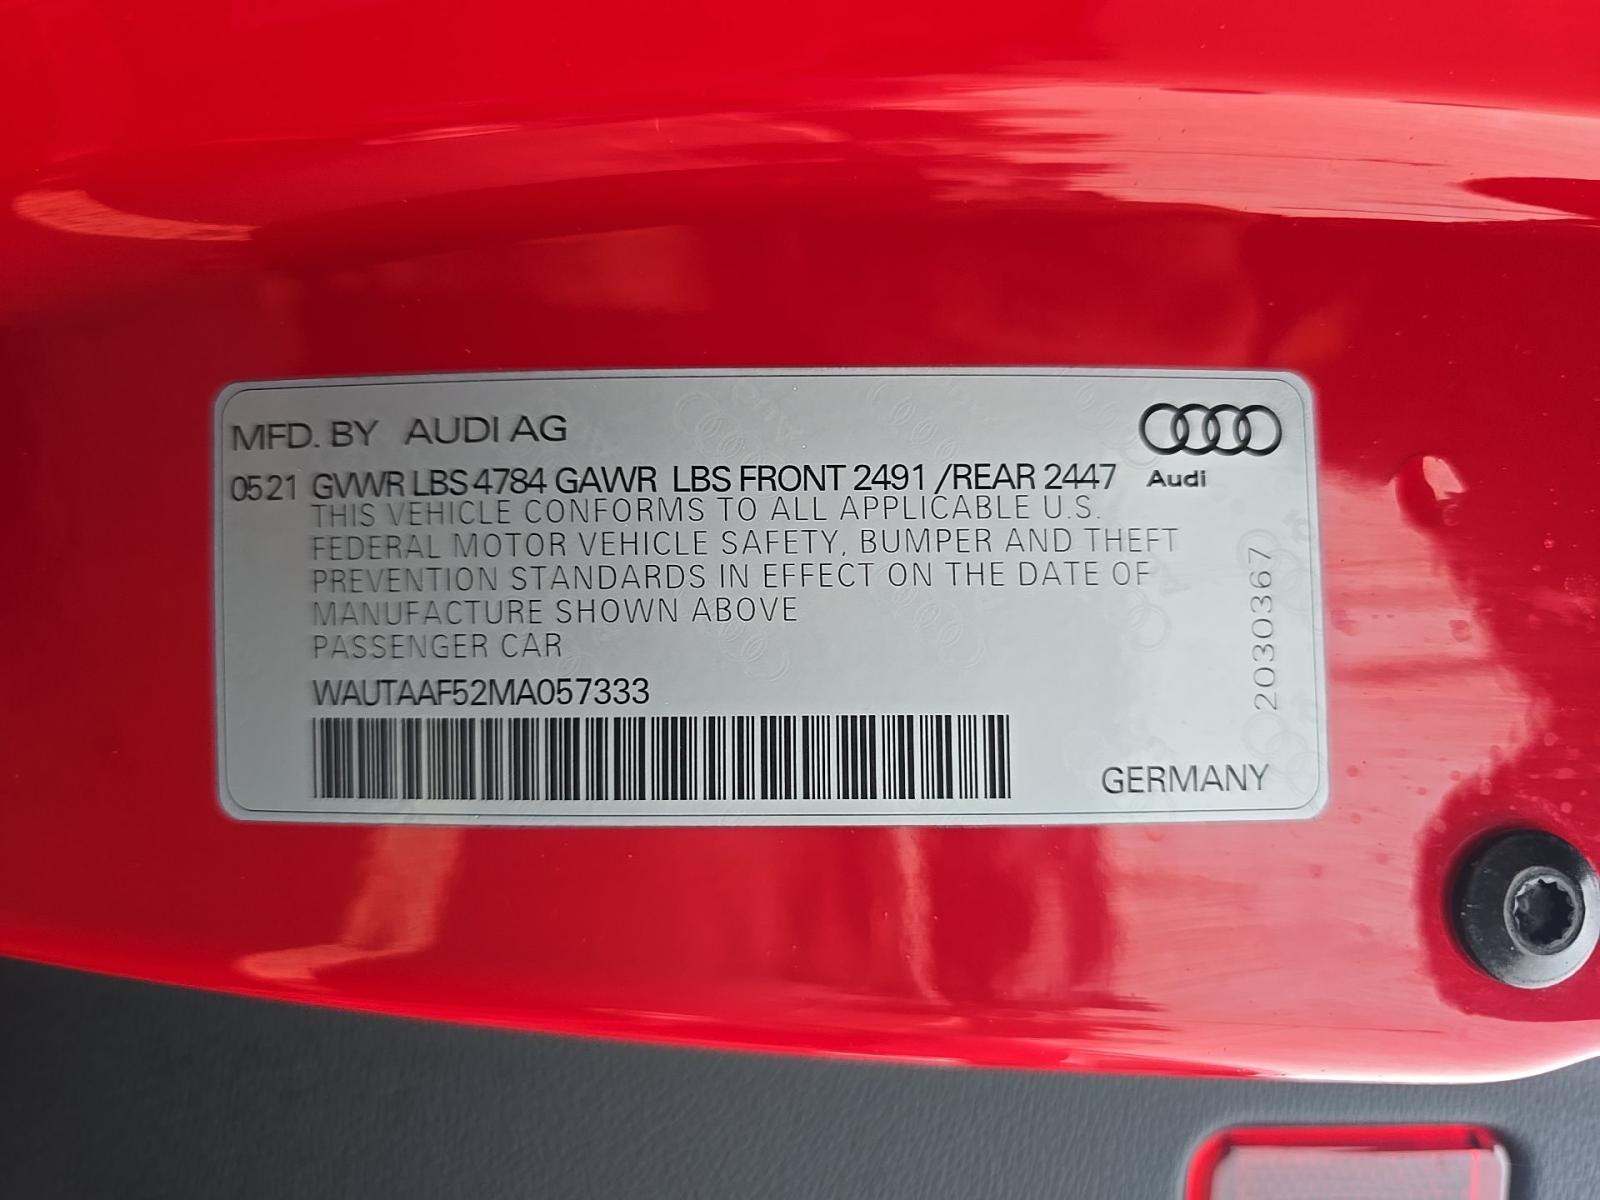 MFD. BY AUDI AG
0521 GVWR LBS 4784 GAWR LBS FRONT 2491 /REAR 2447
Audi
THIS VEHICLE CONFORMS TO ALL APPLICABLE U.S.
FEDERAL MOTOR VEHICLE SAFETY, BUMPER AND THEFT
PREVENTION STANDARDS IN EFFECT ON THE DATE OF
MANUFACTURE SHOWN ABOVE
PASSENGER CAR
WAUTAAF52MA057333
2030367
GERMANY